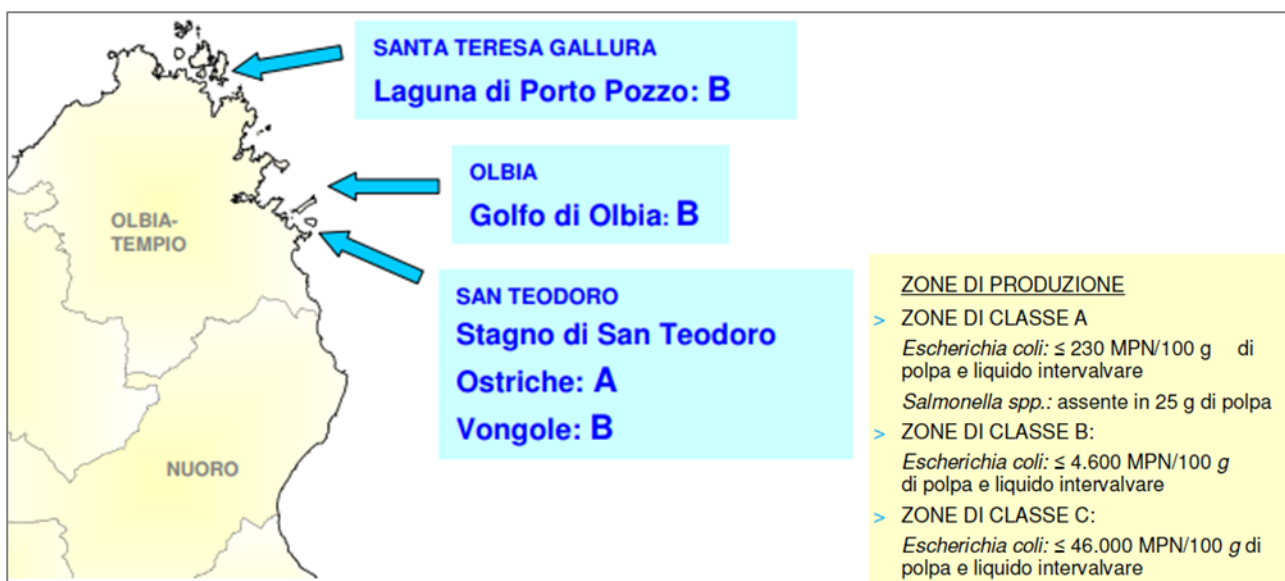 SANTA TERESA GALLURA
Laguna di Porto Pozzo: B
OLBIA
Golfo di Olbia: B
OLBIA-
TEMPIO
SAN TEODORO
Stagno di San Teodoro
Ostriche: A
Vongole: B
NUORO
ZONE DI PRODUZIONE
> ZONE DI CLASSE A
Escherichia coli: ≤ 230 MPN/100 g di
polpa e liquido intervalvare
Salmonella spp.: assente in 25 g di polpa
> ZONE DI CLASSE B:
Escherichia coli: ≤ 4.600 MPN/100 g
di polpa e liquido intervalvare
> ZONE DI CLASSE C:
Escherichia coli: ≤ 46.000 MPN/100 g di
polpa e liquido intervalvare